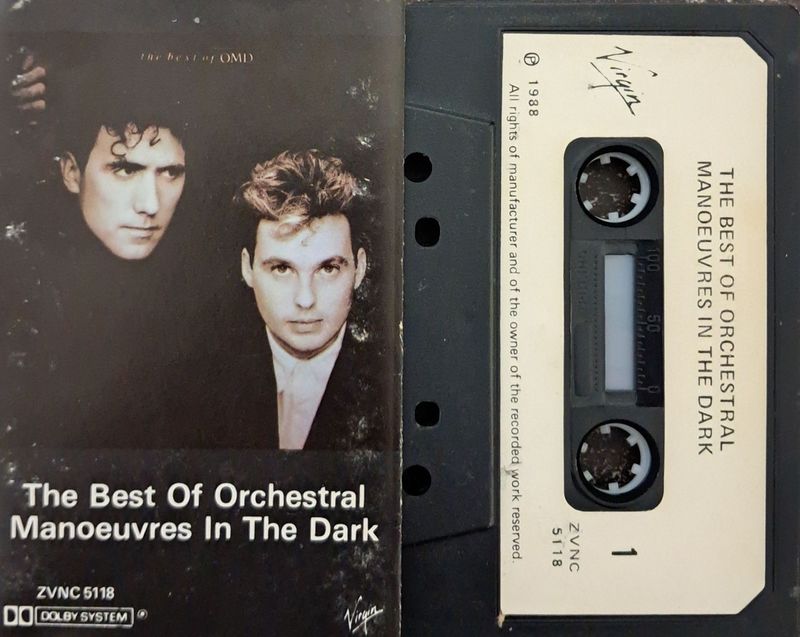 the best of OMD
The Best Of Orchestral
Manoeuvres In The Dark
ZVNC 5118
DOLBY SYSTEM ®
Virgin
Virgin
℗ 1988
All rights of manufacturer and of the owner of the recorded work reserved.
100 50 0
THE BEST OF ORCHESTRAL
MANOEUVRES IN THE DARK
1
ZVNC
5118